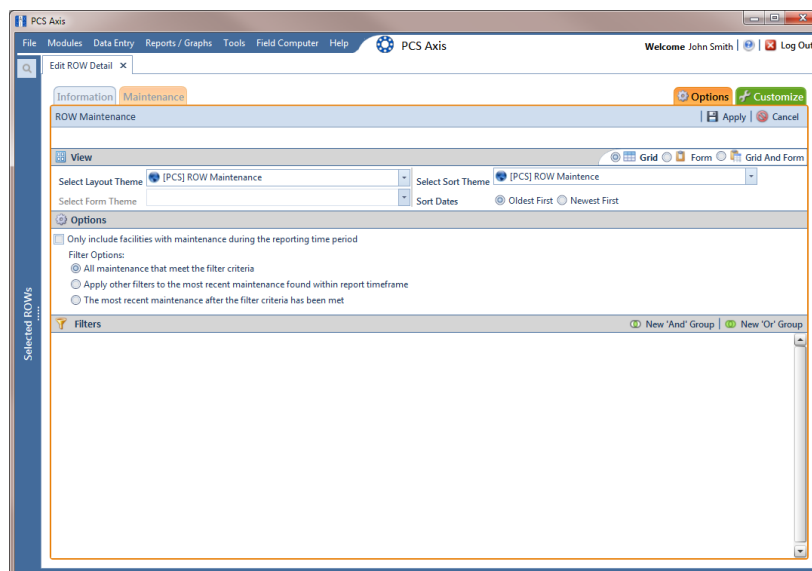 PCS Axis
File Modules Data Entry Reports / Graphs Tools Field Computer Help PCS Axis Welcome John Smith Log Out
Edit ROW Detail
Information Maintenance Options Customize
ROW Maintenance Apply Cancel
View Grid Form Grid And Form
Select Layout Theme [PCS] ROW Maintenance Select Sort Theme [PCS] ROW Maintence
Select Form Theme Sort Dates Oldest First Newest First
Options
Only include facilities with maintenance during the reporting time period
Filter Options:
All maintenance that meet the filter criteria
Apply other filters to the most recent maintenance found within report timeframe
The most recent maintenance after the filter criteria has been met
Filters New 'And' Group New 'Or' Group
Selected ROWs